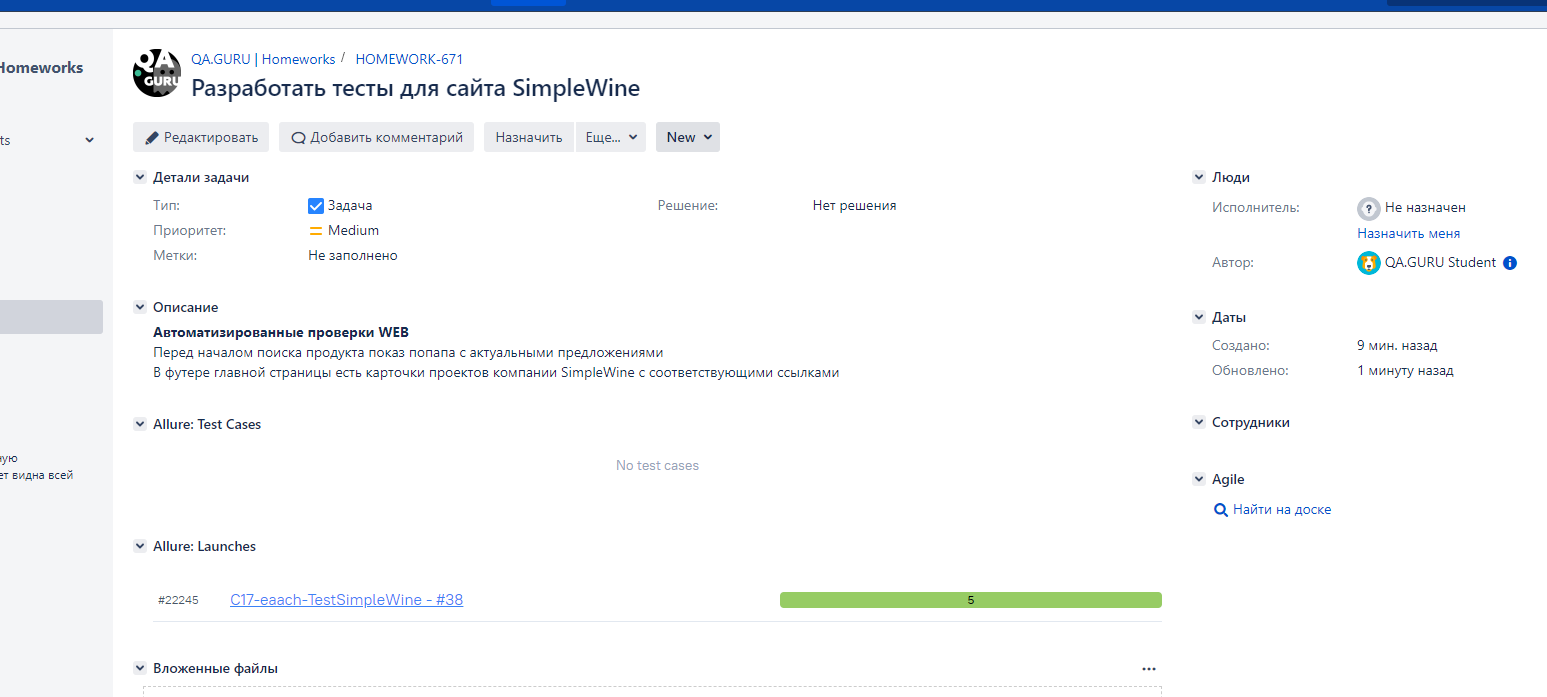 Homeworks
ts
ную
ет видна всей
QA GURU
QA.GURU | Homeworks / HOMEWORK-671
Разработать тесты для сайта SimpleWine
Редактировать Добавить комментарий Назначить Еще... New
Детали задачи
Тип: Задача Решение: Нет решения
Приоритет: Medium
Метки: Не заполнено
Описание
Автоматизированные проверки WEB
Перед началом поиска продукта показ попапа с актуальными предложениями
В футере главной страницы есть карточки проектов компании SimpleWine с соответствующими ссылками
Allure: Test Cases
No test cases
Allure: Launches
#22245 C17-eaach-TestSimpleWine - #38 5
Вложенные файлы
Люди
Исполнитель: ? Не назначен
Назначить меня
Автор: QA.GURU Student i
Даты
Создано: 9 мин. назад
Обновлено: 1 минуту назад
Сотрудники
Agile
Найти на доске